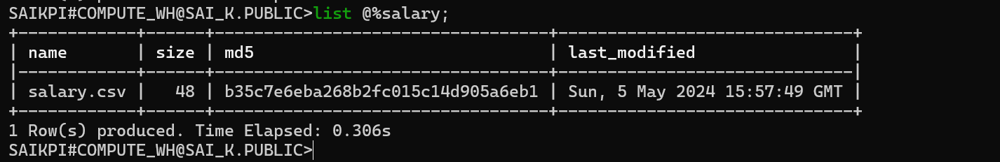 SAIKPI#COMPUTE_WH@SAI_K.PUBLIC>list @%salary;
+------------+------+----------------------------------+------------------------------+
| name       | size | md5                              | last_modified                |
|------------+------+----------------------------------+------------------------------|
| salary.csv |   48 | b35c7e6eba268b2fc015c14d905a6eb1 | Sun, 5 May 2024 15:57:49 GMT |
+------------+------+----------------------------------+------------------------------+
1 Row(s) produced. Time Elapsed: 0.306s
SAIKPI#COMPUTE_WH@SAI_K.PUBLIC>